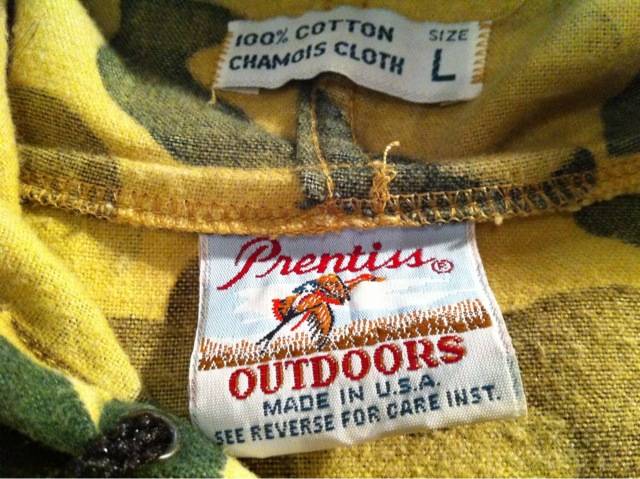 100% COTTON SIZE
CHAMOIS CLOTH L
Prentiss®
OUTDOORS
MADE IN U.S.A.
SEE REVERSE FOR CARE INST.